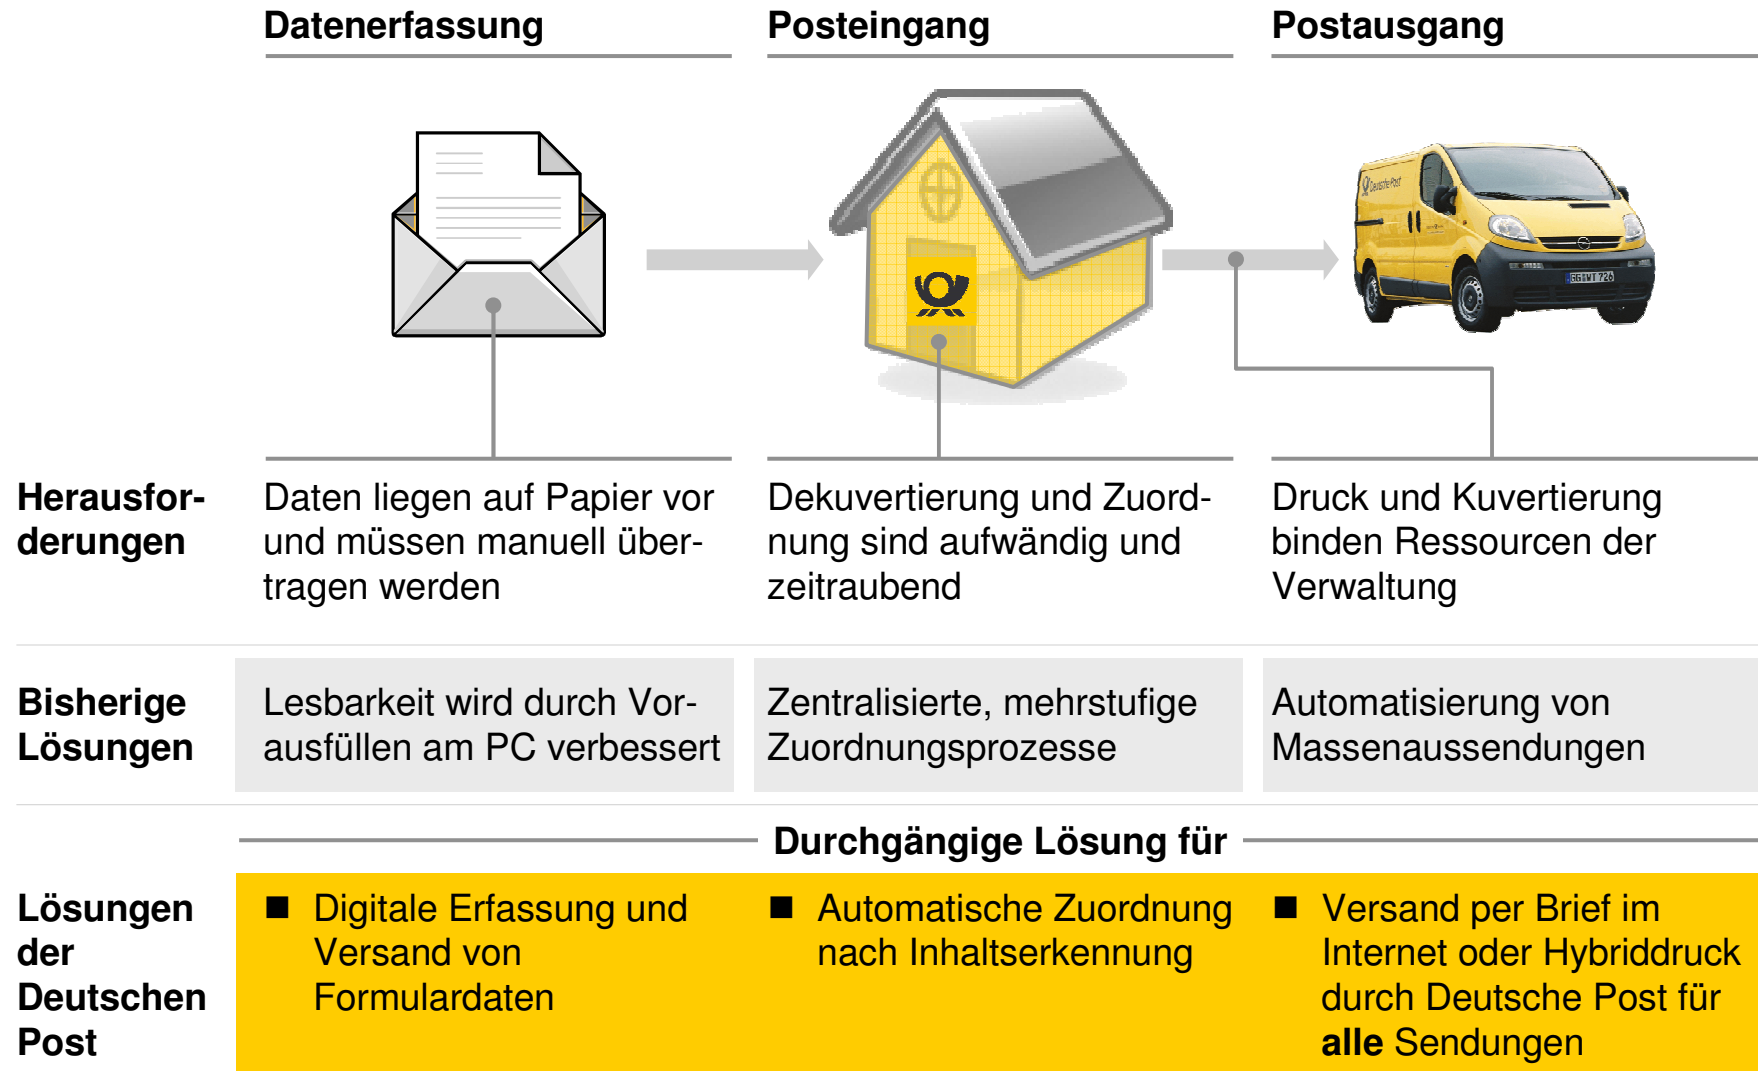 Datenerfassung
Posteingang
Postausgang
Deutsche Post
Herausfor-
derungen
Daten liegen auf Papier vor
und müssen manuell über-
tragen werden
Dekuvertierung und Zuord-
nung sind aufwändig und
zeitraubend
Druck und Kuvertierung
binden Ressourcen der
Verwaltung
Bisherige
Lösungen
Lesbarkeit wird durch Vor-
ausfüllen am PC verbessert
Zentralisierte, mehrstufige
Zuordnungsprozesse
Automatisierung von
Massenaussendungen
Durchgängige Lösung für
Lösungen
der
Deutschen
Post
■ Digitale Erfassung und
Versand von
Formulardaten
■ Automatische Zuordnung
nach Inhaltserkennung
■ Versand per Brief im
Internet oder Hybriddruck
durch Deutsche Post für
alle Sendungen